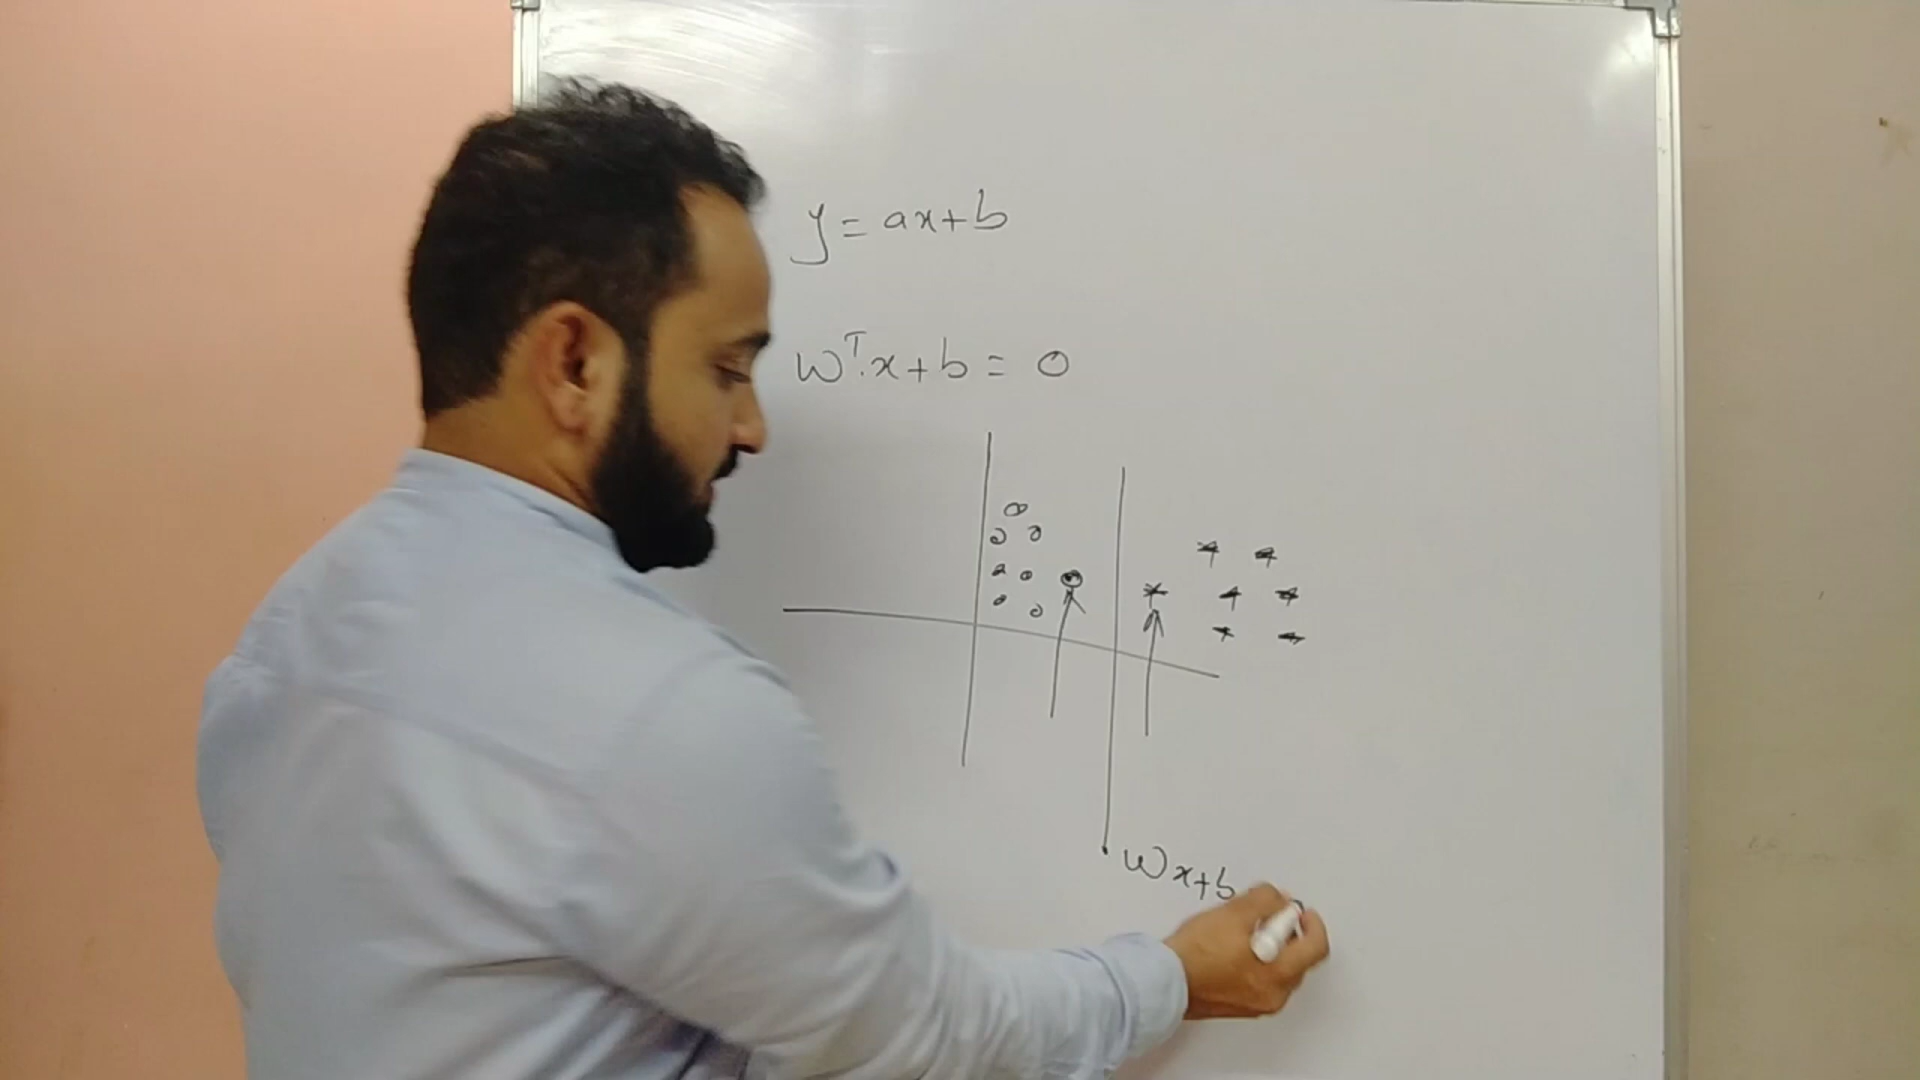 y = ax+b
wᵀ.x+b = 0
wx+b